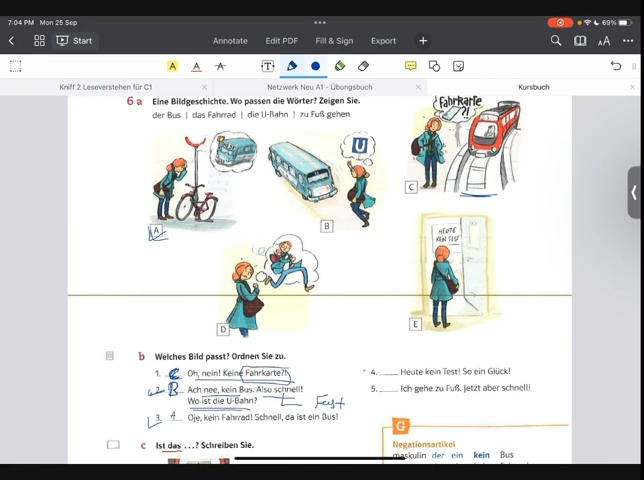 7:04 PM Mon 25 Sep
69%
Start
Annotate Edit PDF Fill & Sign Export
Kniff 2 Leseverstehen für C1
Netzwerk Neu A1 - Übungsbuch
Kursbuch
6 a Eine Bildgeschichte. Wo passen die Wörter? Zeigen Sie.
der Bus | das Fahrrad | die U-Bahn | zu Fuß gehen
Fahrkarte ?!
U
A
B
C
HEUTE KEIN TEST
D
E
b Welches Bild passt? Ordnen Sie zu.
1. C Oh, nein! Keine Fahrkarte?!
2. B Ach nee, kein Bus. Also schnell!
Wo ist die U-Bahn?
3. A Oje, kein Fahrrad! Schnell, da ist ein Bus!
4. Heute kein Test! So ein Glück!
5. Ich gehe zu Fuß. Jetzt aber schnell!
c Ist das ...? Schreiben Sie.
G
Negationsartikel
maskulin der ein kein Bus